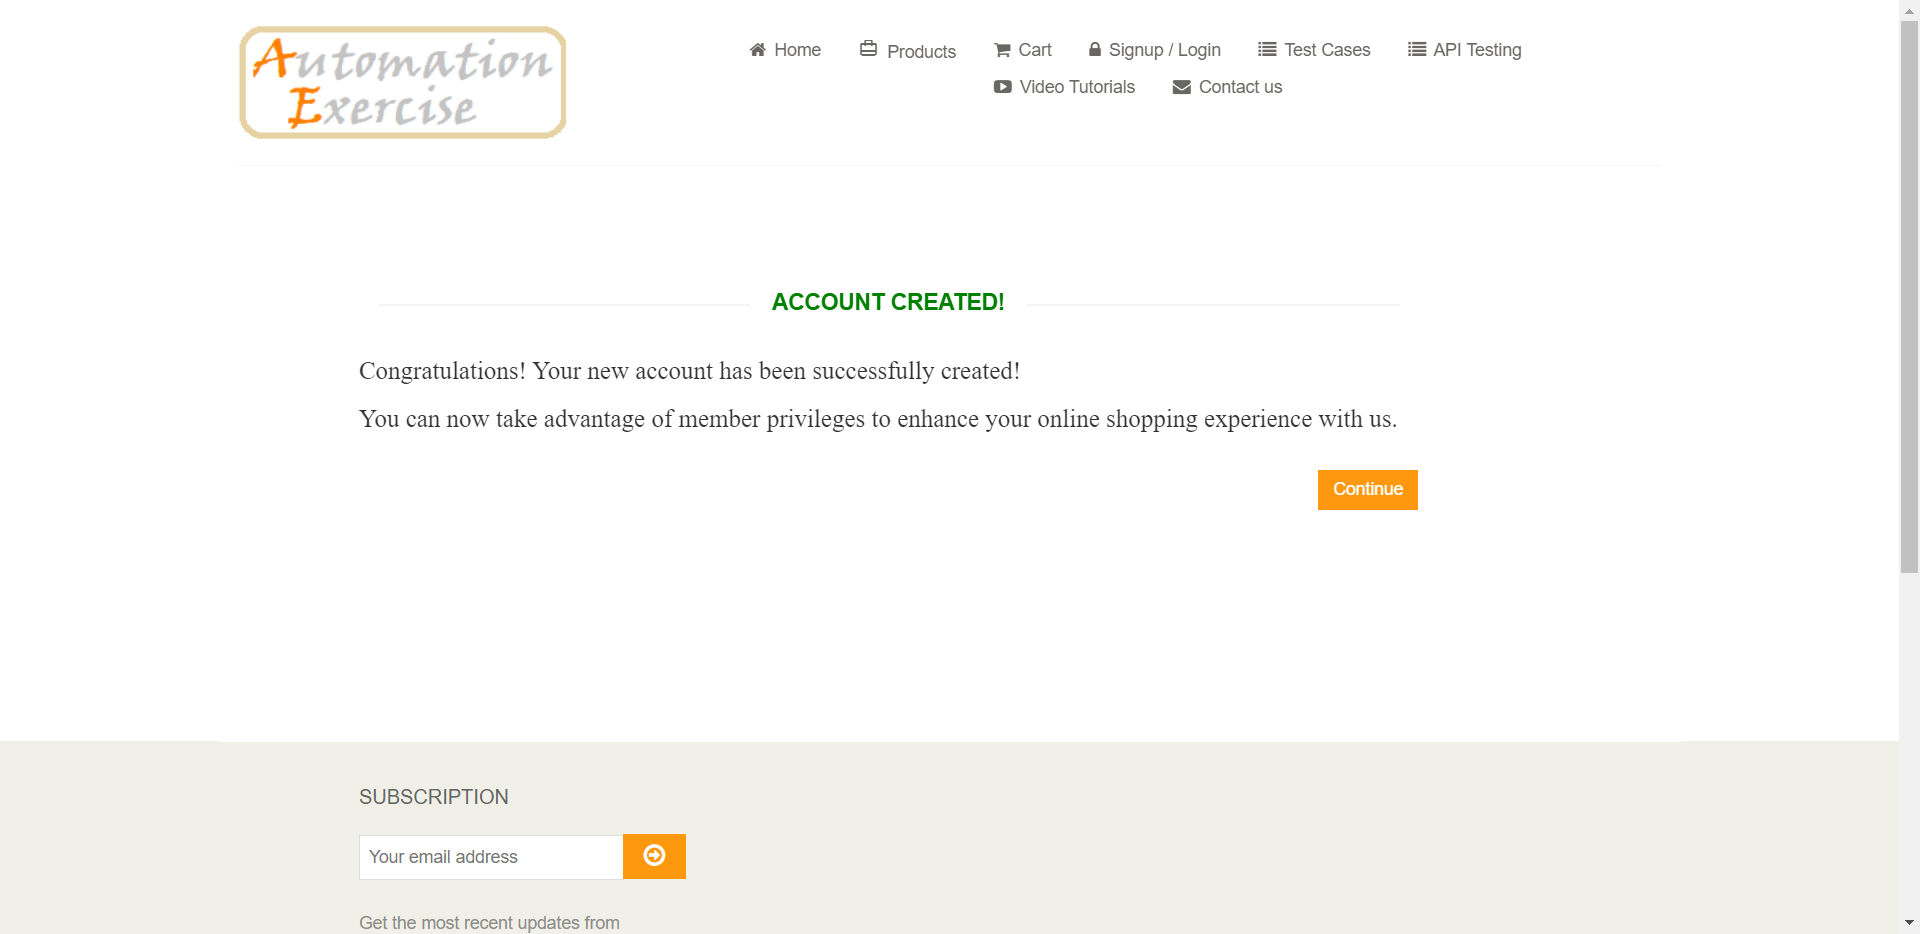 Automation
Exercise
Home Products Cart Signup / Login Test Cases API Testing
Video Tutorials Contact us
ACCOUNT CREATED!
Congratulations! Your new account has been successfully created!
You can now take advantage of member privileges to enhance your online shopping experience with us.
Continue
SUBSCRIPTION
Your email address
Get the most recent updates from